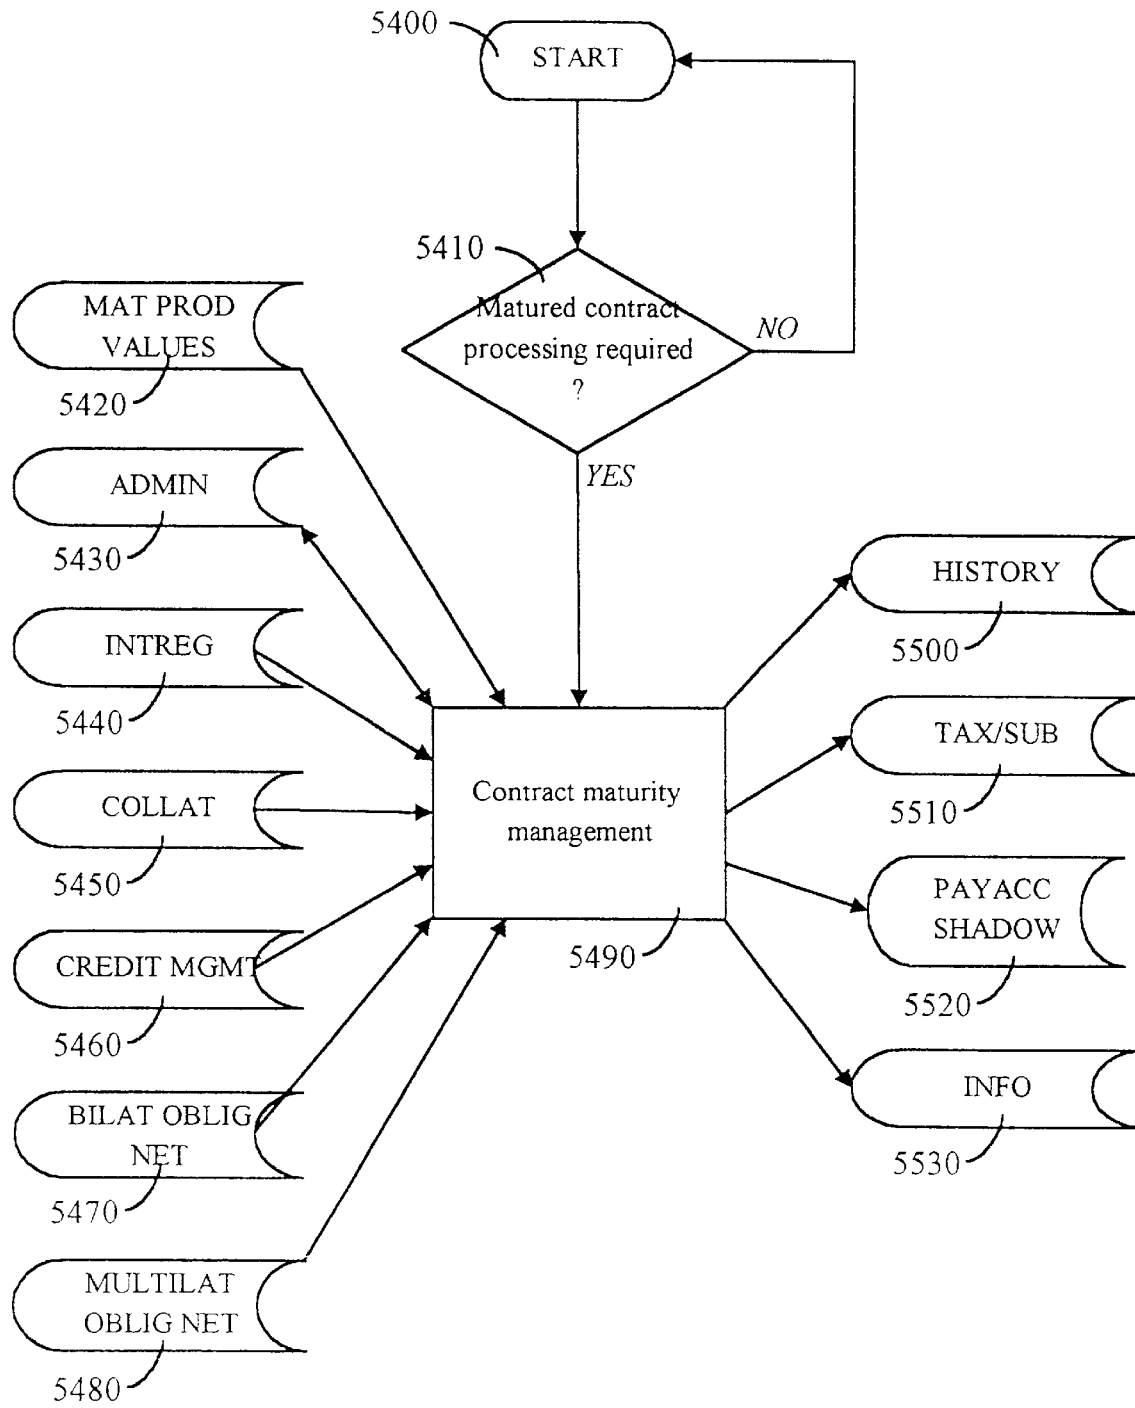 5400
START
5410
Matured contract
processing required
?
NO
YES
MAT PROD
VALUES
5420
ADMIN
5430
INTREG
5440
COLLAT
5450
CREDIT MGMT
5460
BILAT OBLIG
NET
5470
MULTILAT
OBLIG NET
5480
Contract maturity
management
5490
HISTORY
5500
TAX/SUB
5510
PAYACC
SHADOW
5520
INFO
5530